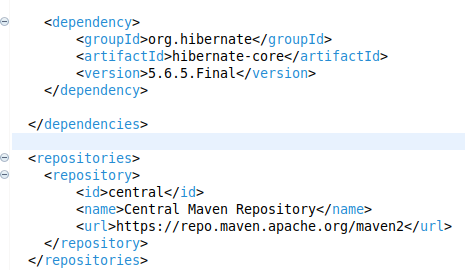 <dependency>
<groupId>org.hibernate</groupId>
<artifactId>hibernate-core</artifactId>
<version>5.6.5.Final</version>
</dependency>
</dependencies>
<repositories>
<repository>
<id>central</id>
<name>Central Maven Repository</name>
<url>https://repo.maven.apache.org/maven2</url>
</repository>
</repositories>